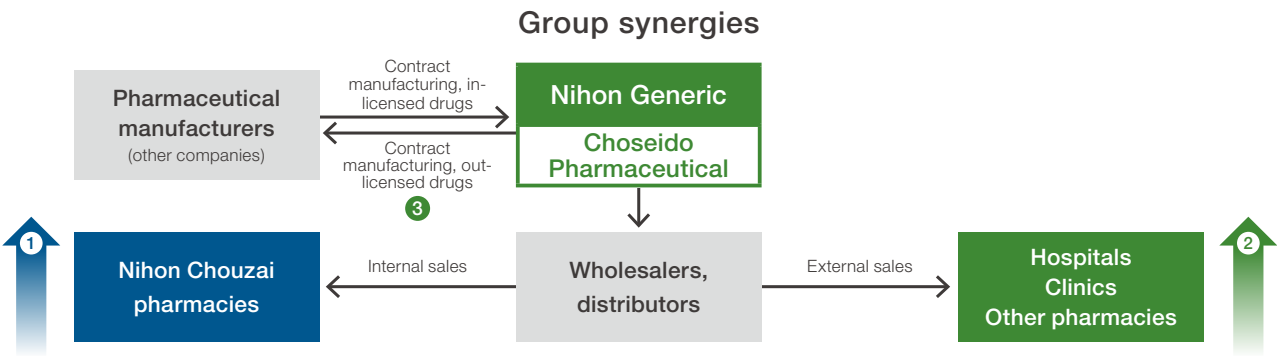 Group synergies
Pharmaceutical
manufacturers
(other companies)
Contract
manufacturing, in-
licensed drugs
Contract
manufacturing, out-
licensed drugs
3
Nihon Generic
Choseido
Pharmaceutical
1
Nihon Chouzai
pharmacies
Internal sales
Wholesalers,
distributors
External sales
Hospitals
Clinics
Other pharmacies
2